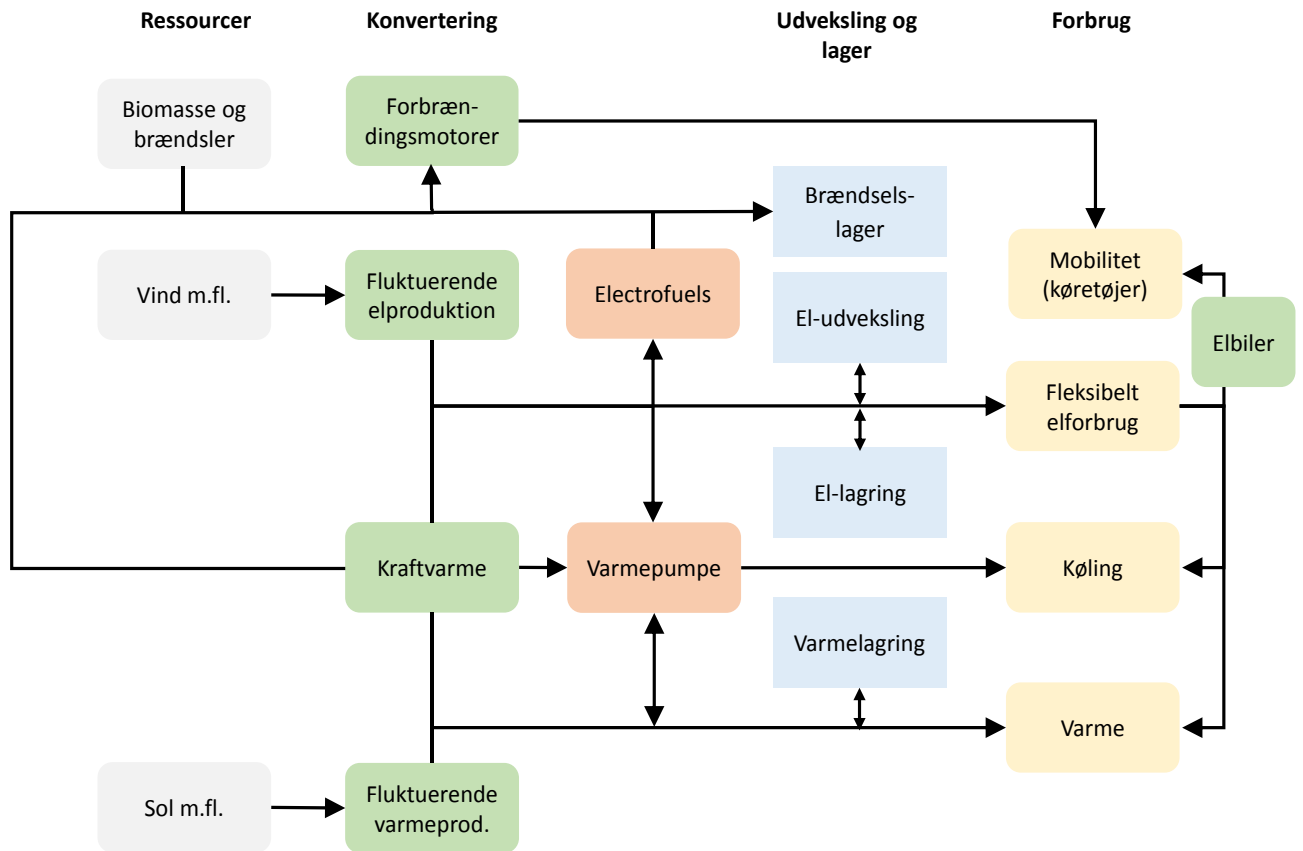 Ressourcer
Konvertering
Udveksling og
lager
Forbrug
Biomasse og
brændsler
Forbræn-
dingsmotorer
Brændsels-
lager
Vind m.fl.
Fluktuerende
elproduktion
Electrofuels
El-udveksling
Mobilitet
(køretøjer)
Elbiler
Fleksibelt
elforbrug
El-lagring
Kraftvarme
Varmepumpe
Køling
Varmelagring
Varme
Sol m.fl.
Fluktuerende
varmeprod.